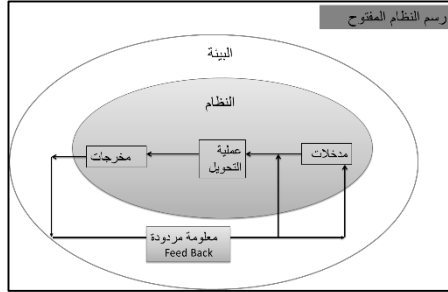 رسم النظام المفتوح
البيئة
النظام
مدخلات
عملية
التحويل
مخرجات
معلومة مردودة
Feed Back